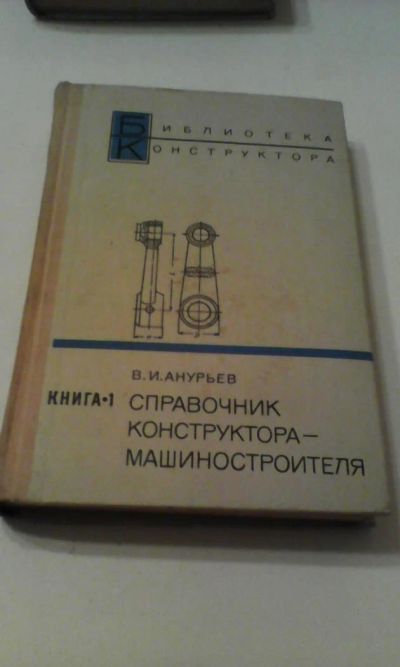 БИБЛИОТЕКА
КОНСТРУКТОРА
В.И.АНУРЬЕВ
КНИГА·1 СПРАВОЧНИК
КОНСТРУКТОРА—
МАШИНОСТРОИТЕЛЯ